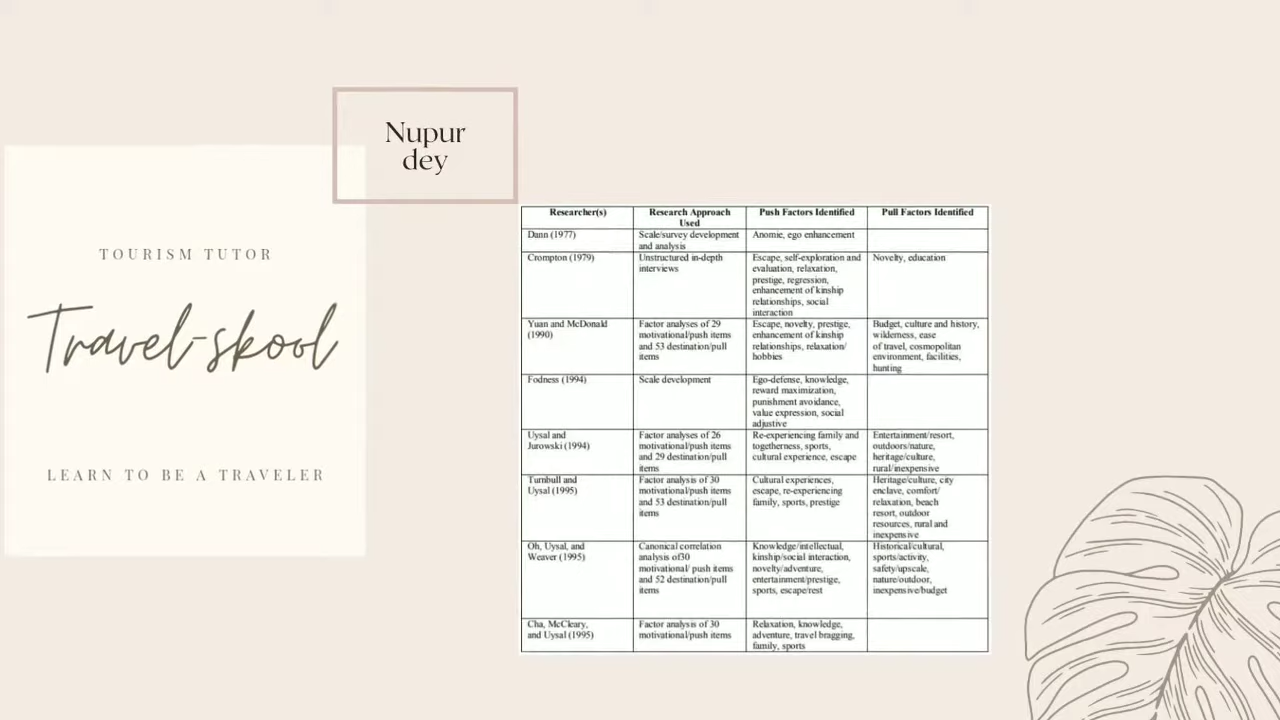 Nupur
dey
TOURISM TUTOR
Travel-skool
LEARN TO BE A TRAVELER
Researcher(s) Research Approach Used Push Factors Identified Pull Factors Identified
Dann (1977)
Scale/survey development
and analysis
Anomie, ego enhancement
Crompton (1979)
Unstructured in-depth
interviews
Escape, self-exploration and
evaluation, relaxation,
prestige, regression,
enhancement of kinship
relationships, social
interaction
Novelty, education
Yuan and McDonald
(1990)
Factor analyses of 29
motivational/push items
and 53 destination/pull
items
Escape, novelty, prestige,
enhancement of kinship
relationships, relaxation/
hobbies
Budget, culture and history,
wilderness, ease
of travel, cosmopolitan
environment, facilities,
hunting
Fodness (1994)
Scale development
Ego-defense, knowledge,
reward maximization,
punishment avoidance,
value expression, social
adjustive
Uysal and
Jurowski (1994)
Factor analyses of 26
motivational/push items
and 29 destination/pull
items
Re-experiencing family and
togetherness, sports,
cultural experience, escape
Entertainment/resort,
outdoors/nature,
heritage/culture,
rural/inexpensive
Turnbull and
Uysal (1995)
Factor analysis of 30
motivational/push items
and 53 destination/pull
items
Cultural experiences,
escape, re-experiencing
family, sports, prestige
Heritage/culture, city
enclave, comfort/
relaxation, beach
resort, outdoor
resources, rural and
inexpensive
Oh, Uysal, and
Weaver (1995)
Canonical correlation
analysis of30
motivational/ push items
and 52 destination/pull
items
Knowledge/intellectual,
kinship/social interaction,
novelty/adventure,
entertainment/prestige,
sports, escape/rest
Historical/cultural,
sports/activity,
safety/upscale,
nature/outdoor,
inexpensive/budget
Cha, McCleary,
and Uysal (1995)
Factor analysis of 30
motivational/push items
Relaxation, knowledge,
adventure, travel bragging,
family, sports